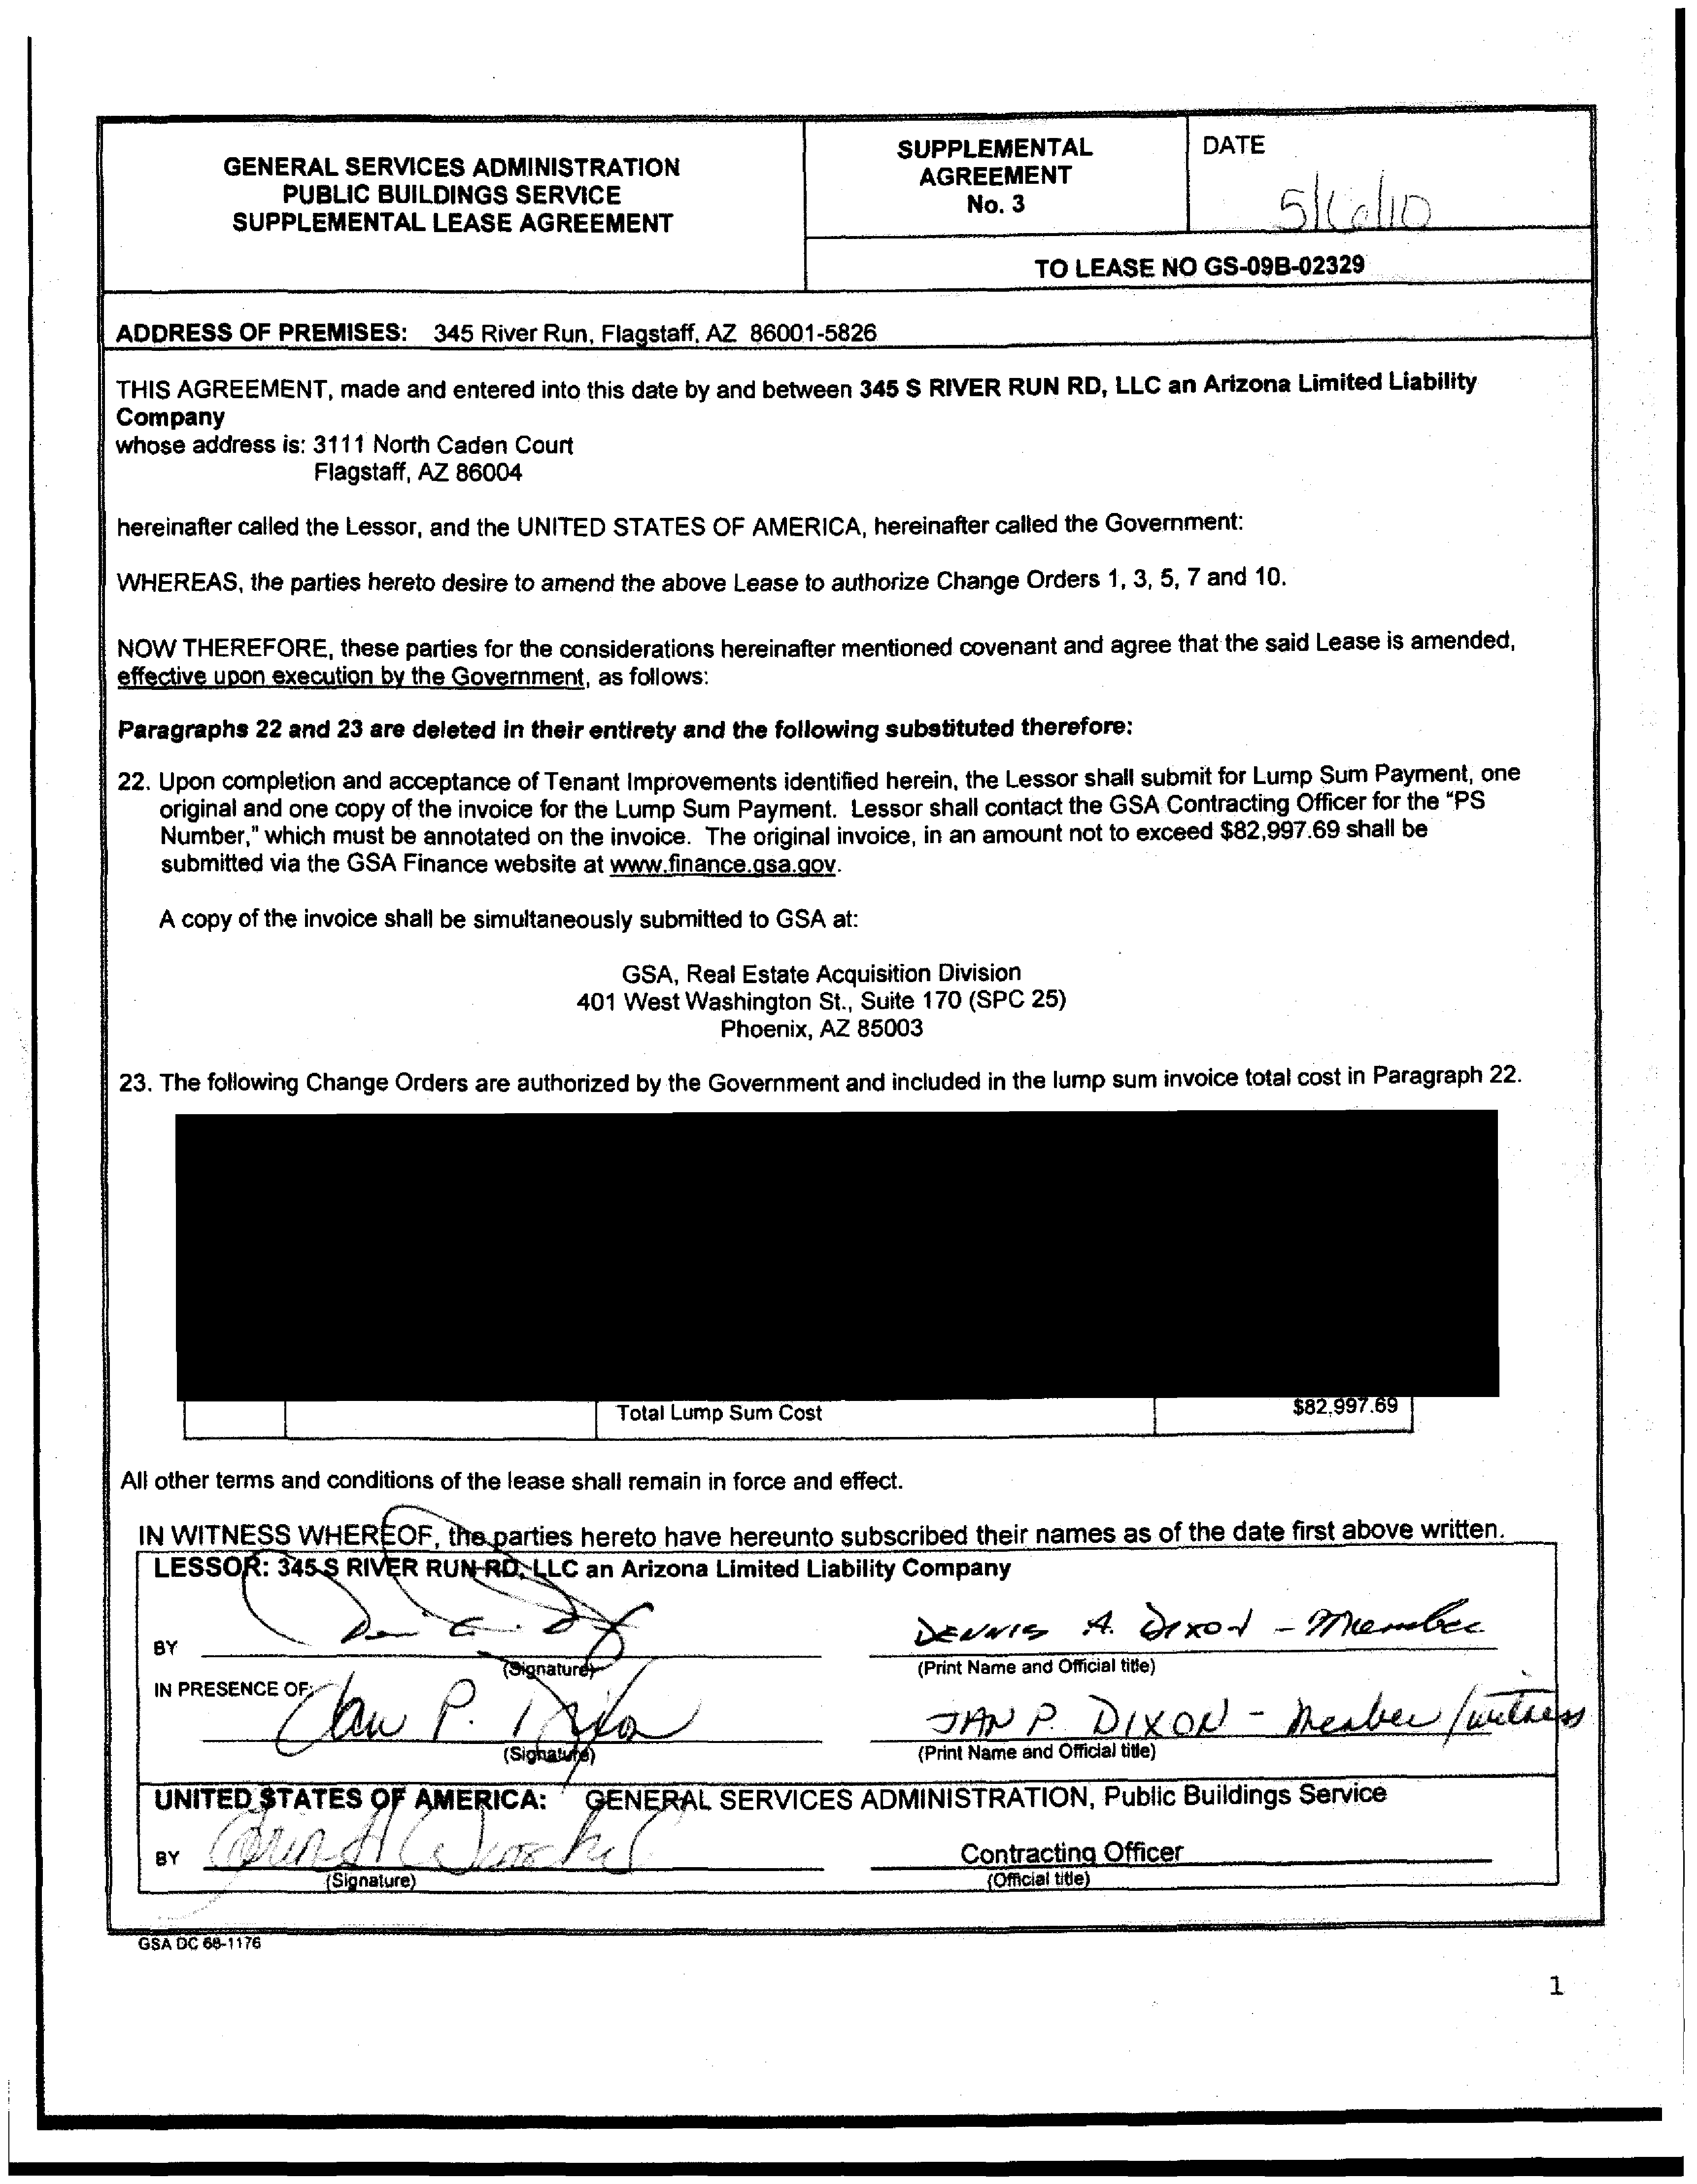 GENERAL SERVICES ADMINISTRATION
PUBLIC BUILDINGS SERVICE
SUPPLEMENTAL LEASE AGREEMENT
SUPPLEMENTAL
AGREEMENT
No. 3
DATE
TO LEASE NO GS-09B-02329
ADDRESS OF PREMISES: 345 River Run, Flagstaff, AZ 86001-5826
THIS AGREEMENT, made and entered into this date by and between 345 S RIVER RUN RD, LLC an Arizona Limited Liability
Company
whose address is: 3111 North Caden Court
Flagstaff, AZ 86004
hereinafter called the Lessor, and the UNITED STATES OF AMERICA, hereinafter called the Government:
WHEREAS, the parties hereto desire to amend the above Lease to authorize Change Orders 1, 3, 5, 7 and 10.
NOW THEREFORE, these parties for the considerations hereinafter mentioned covenant and agree that the said Lease is amended,
effective upon execution by the Government, as follows:
Paragraphs 22 and 23 are deleted in their entirety and the following substituted therefore:
22. Upon completion and acceptance of Tenant Improvements identified herein, the Lessor shall submit for Lump Sum Payment, one
original and one copy of the invoice for the Lump Sum Payment. Lessor shall contact the GSA Contracting Officer for the "PS
Number," which must be annotated on the invoice. The original invoice, in an amount not to exceed $82,997.69 shall be
submitted via the GSA Finance website at www.finance.gsa.gov.
A copy of the invoice shall be simultaneously submitted to GSA at:
GSA, Real Estate Acquisition Division
401 West Washington St., Suite 170 (SPC 25)
Phoenix, AZ 85003
23. The following Change Orders are authorized by the Government and included in the lump sum invoice total cost in Paragraph 22.
Total Lump Sum Cost $82,997.69
All other terms and conditions of the lease shall remain in force and effect.
IN WITNESS WHEREOF, the parties hereto have hereunto subscribed their names as of the date first above written.
LESSOR: 345 S RIVER RUN RD, LLC an Arizona Limited Liability Company
BY DENNIS A. DIXON - Member
(Signature) (Print Name and Official title)
IN PRESENCE OF: Jan P. Dixon JAN P. DIXON - Member / witness
(Signature) (Print Name and Official title)
UNITED STATES OF AMERICA: GENERAL SERVICES ADMINISTRATION, Public Buildings Service
BY Contracting Officer
(Signature) (Official title)
GSA DC 68-1176
1